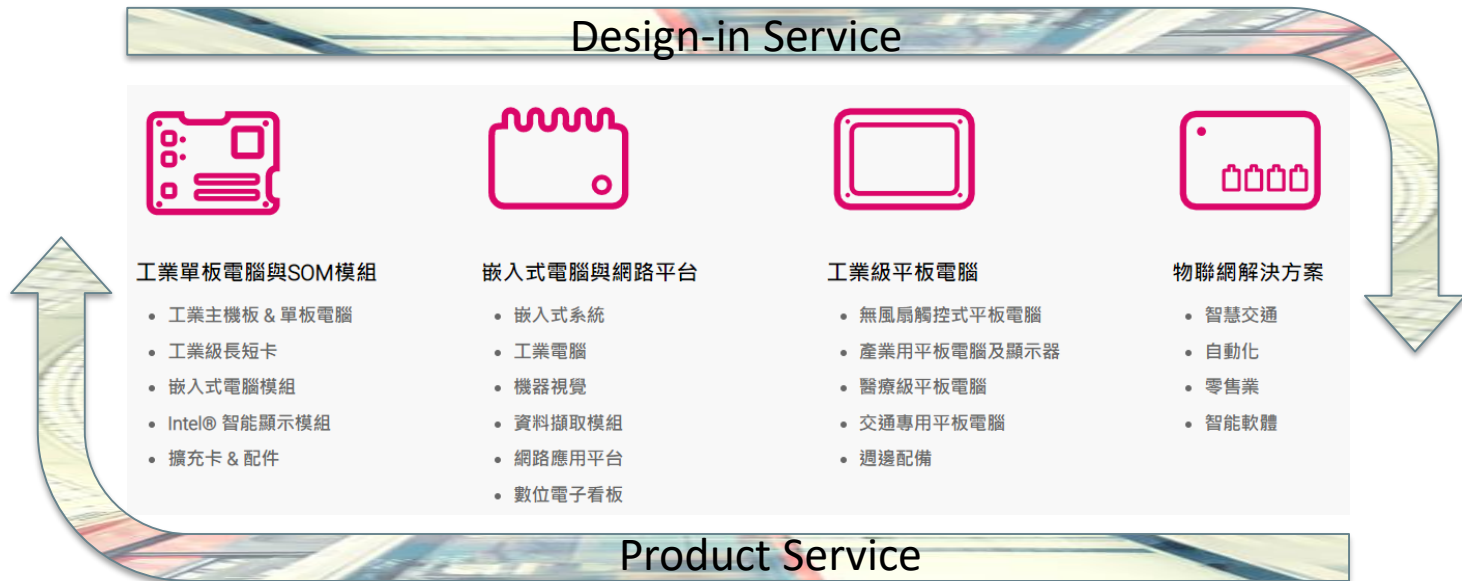 Design-in Service
工業單板電腦與SOM模組
• 工業主機板 & 單板電腦
• 工業級長短卡
• 嵌入式電腦模組
• Intel® 智能顯示模組
• 擴充卡 & 配件
嵌入式電腦與網路平台
• 嵌入式系統
• 工業電腦
• 機器視覺
• 資料擷取模組
• 網路應用平台
• 數位電子看板
工業級平板電腦
• 無風扇觸控式平板電腦
• 產業用平板電腦及顯示器
• 醫療級平板電腦
• 交通專用平板電腦
• 週邊配備
物聯網解決方案
• 智慧交通
• 自動化
• 零售業
• 智能軟體
Product Service